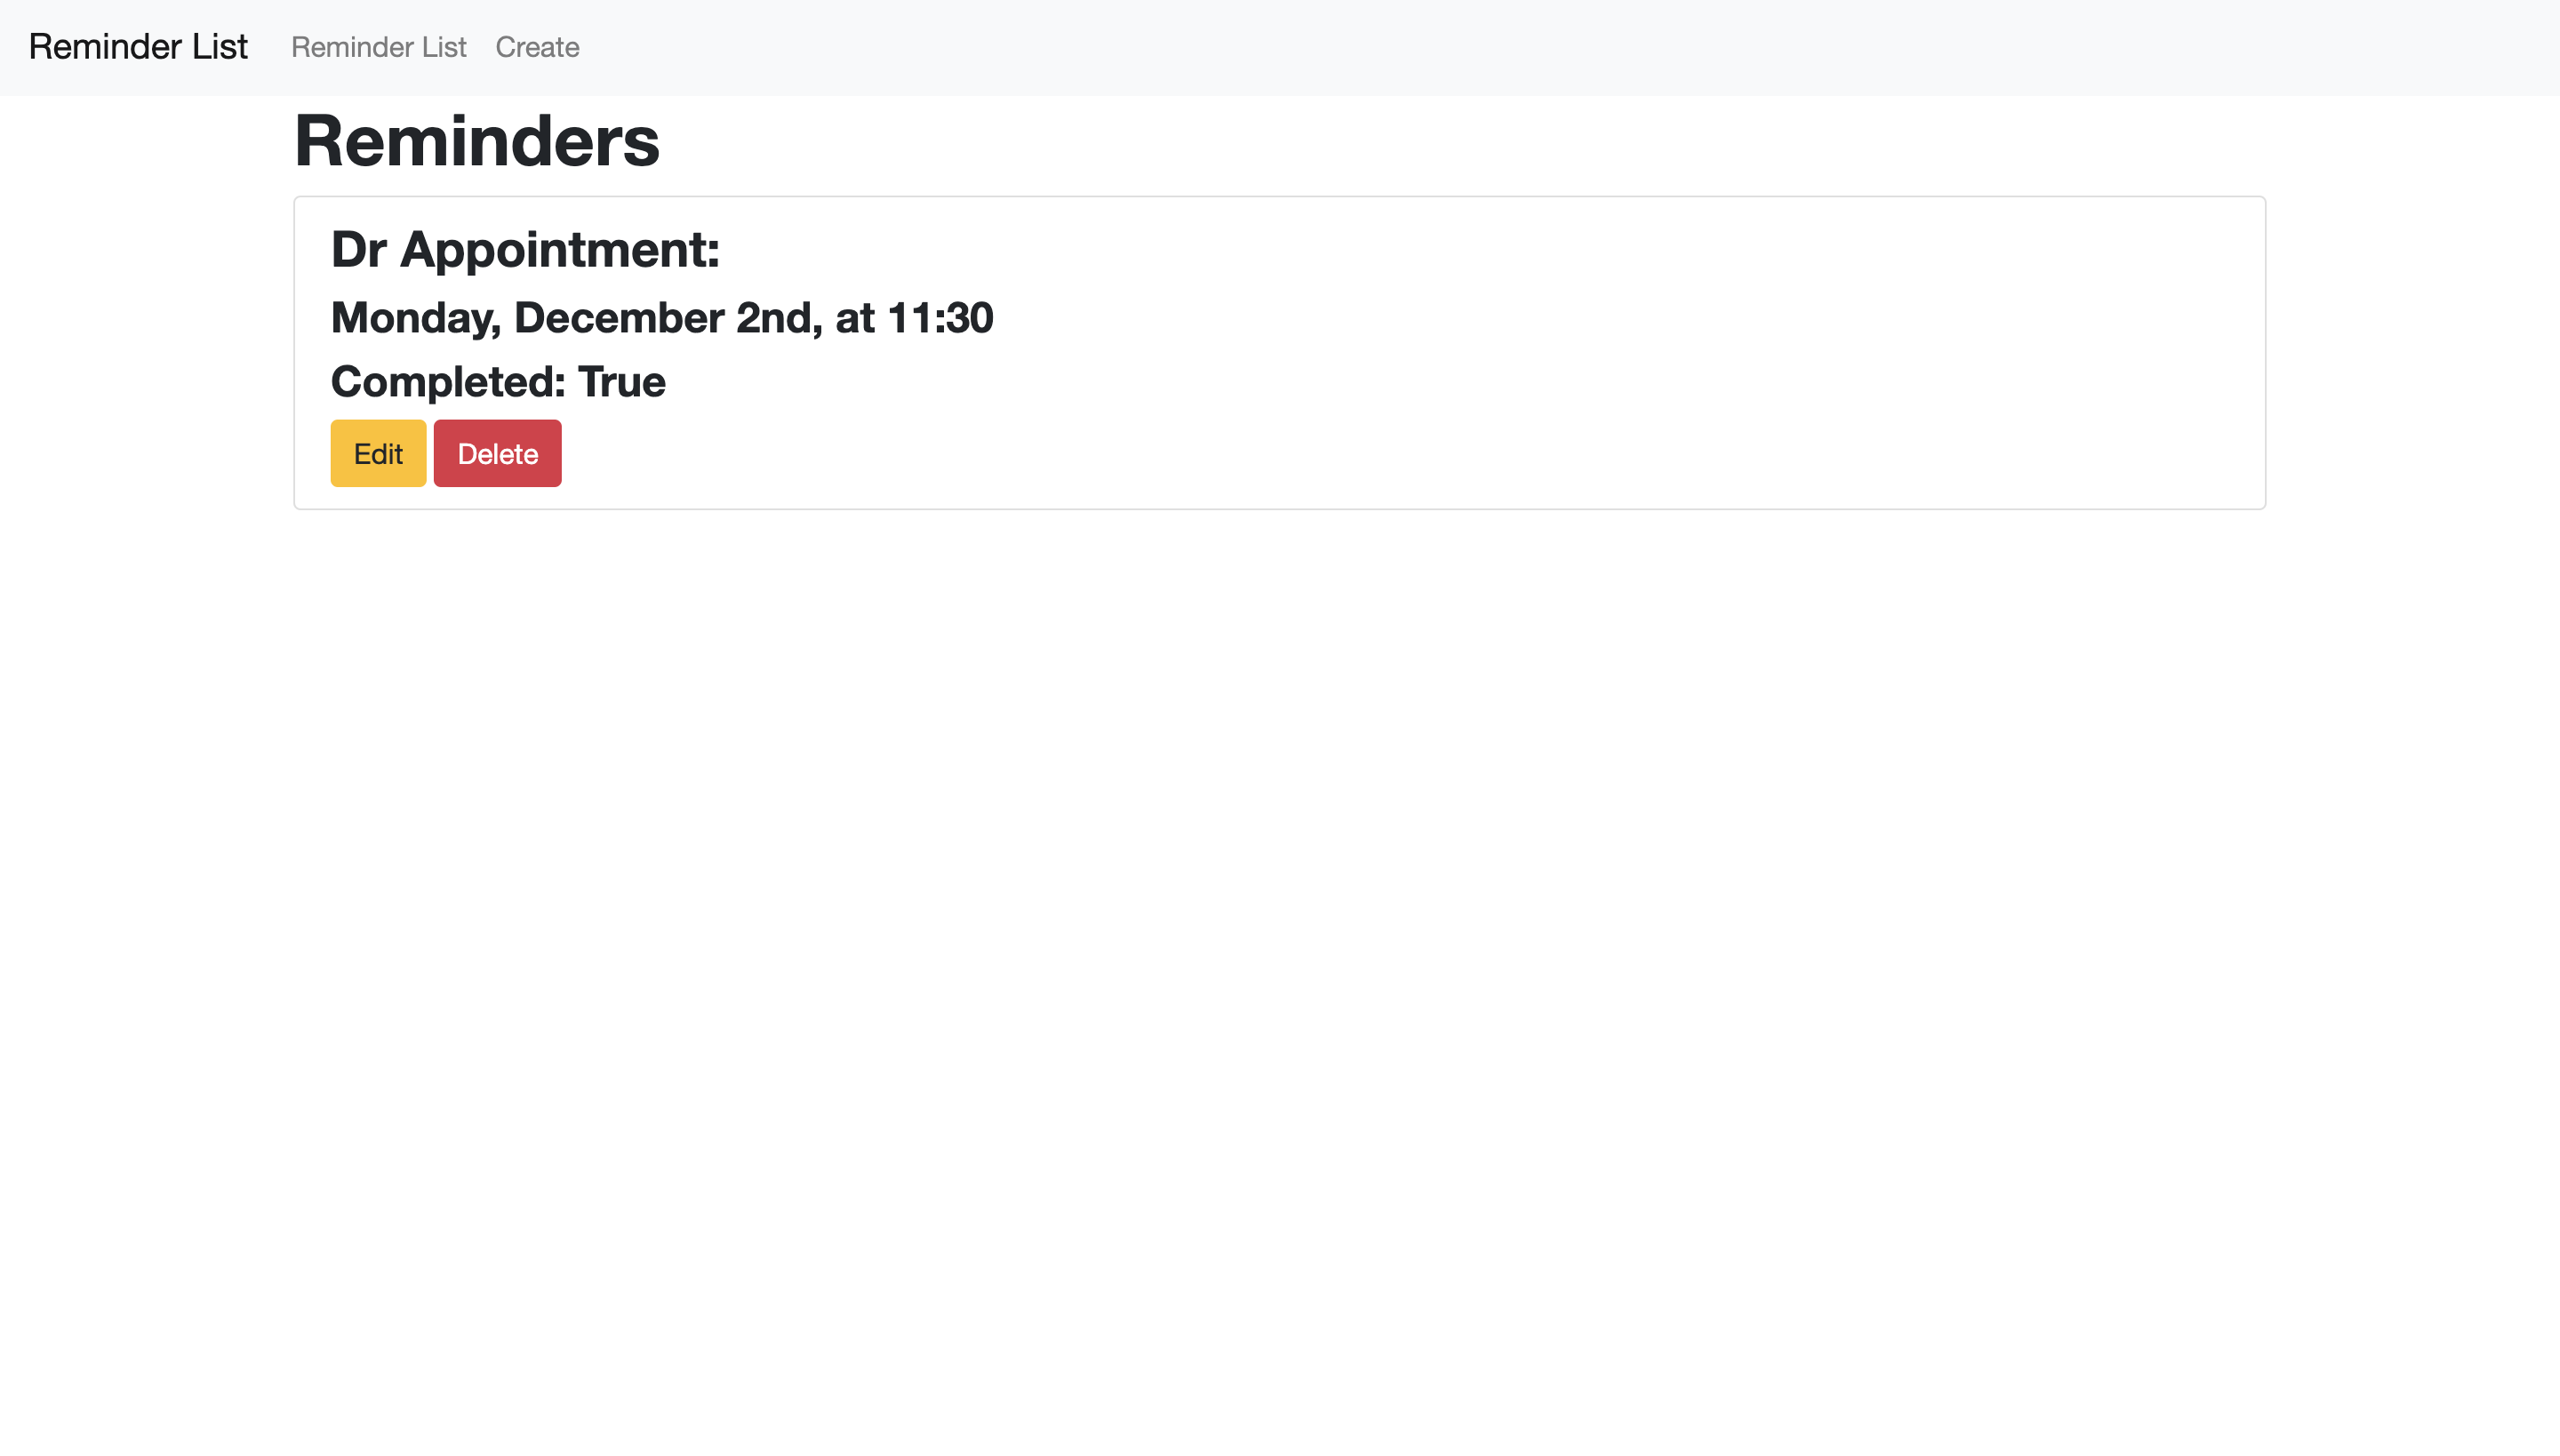 Reminder List Reminder List Create
Reminders
Dr Appointment:
Monday, December 2nd, at 11:30
Completed: True
Edit Delete